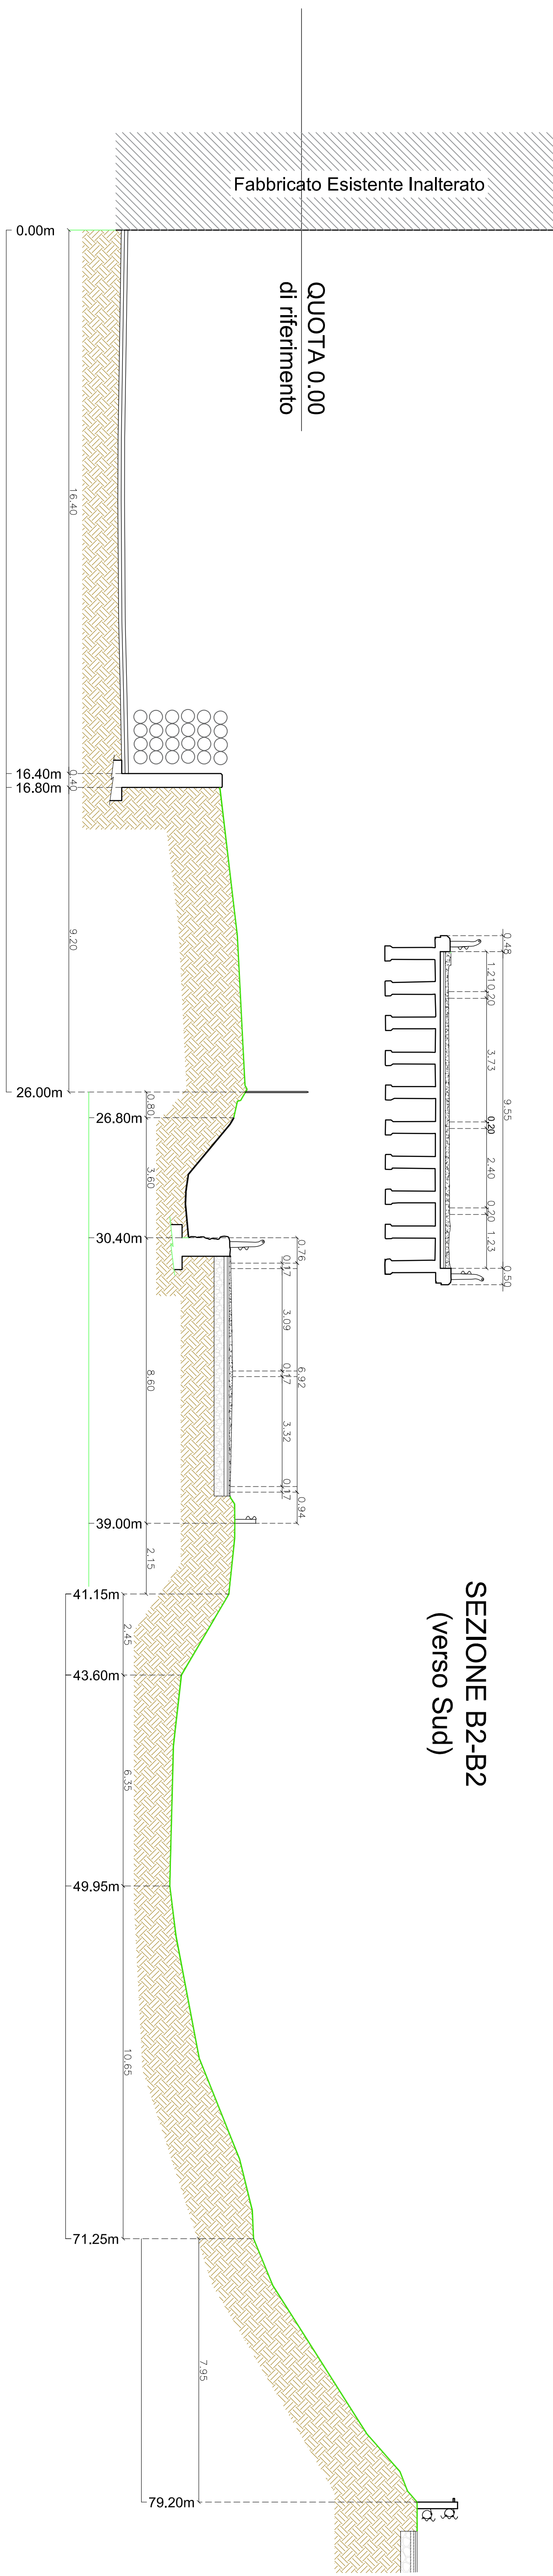 Fabbricato Esistente Inalterato
0.00m
QUOTA 0.00
di riferimento
16.40
16.40m
0.40
16.80m
9.20
0.48
1.21
0.20
3.73
9.55
0.20
2.40
0.20
1.23
0.50
26.00m
0.80
26.80m
3.60
30.40m
0.76
0.17
3.09
6.92
0.17
3.32
0.17
0.94
8.60
39.00m
2.15
SEZIONE B2-B2
(verso Sud)
41.15m
2.45
43.60m
6.35
49.95m
10.65
71.25m
7.95
79.20m